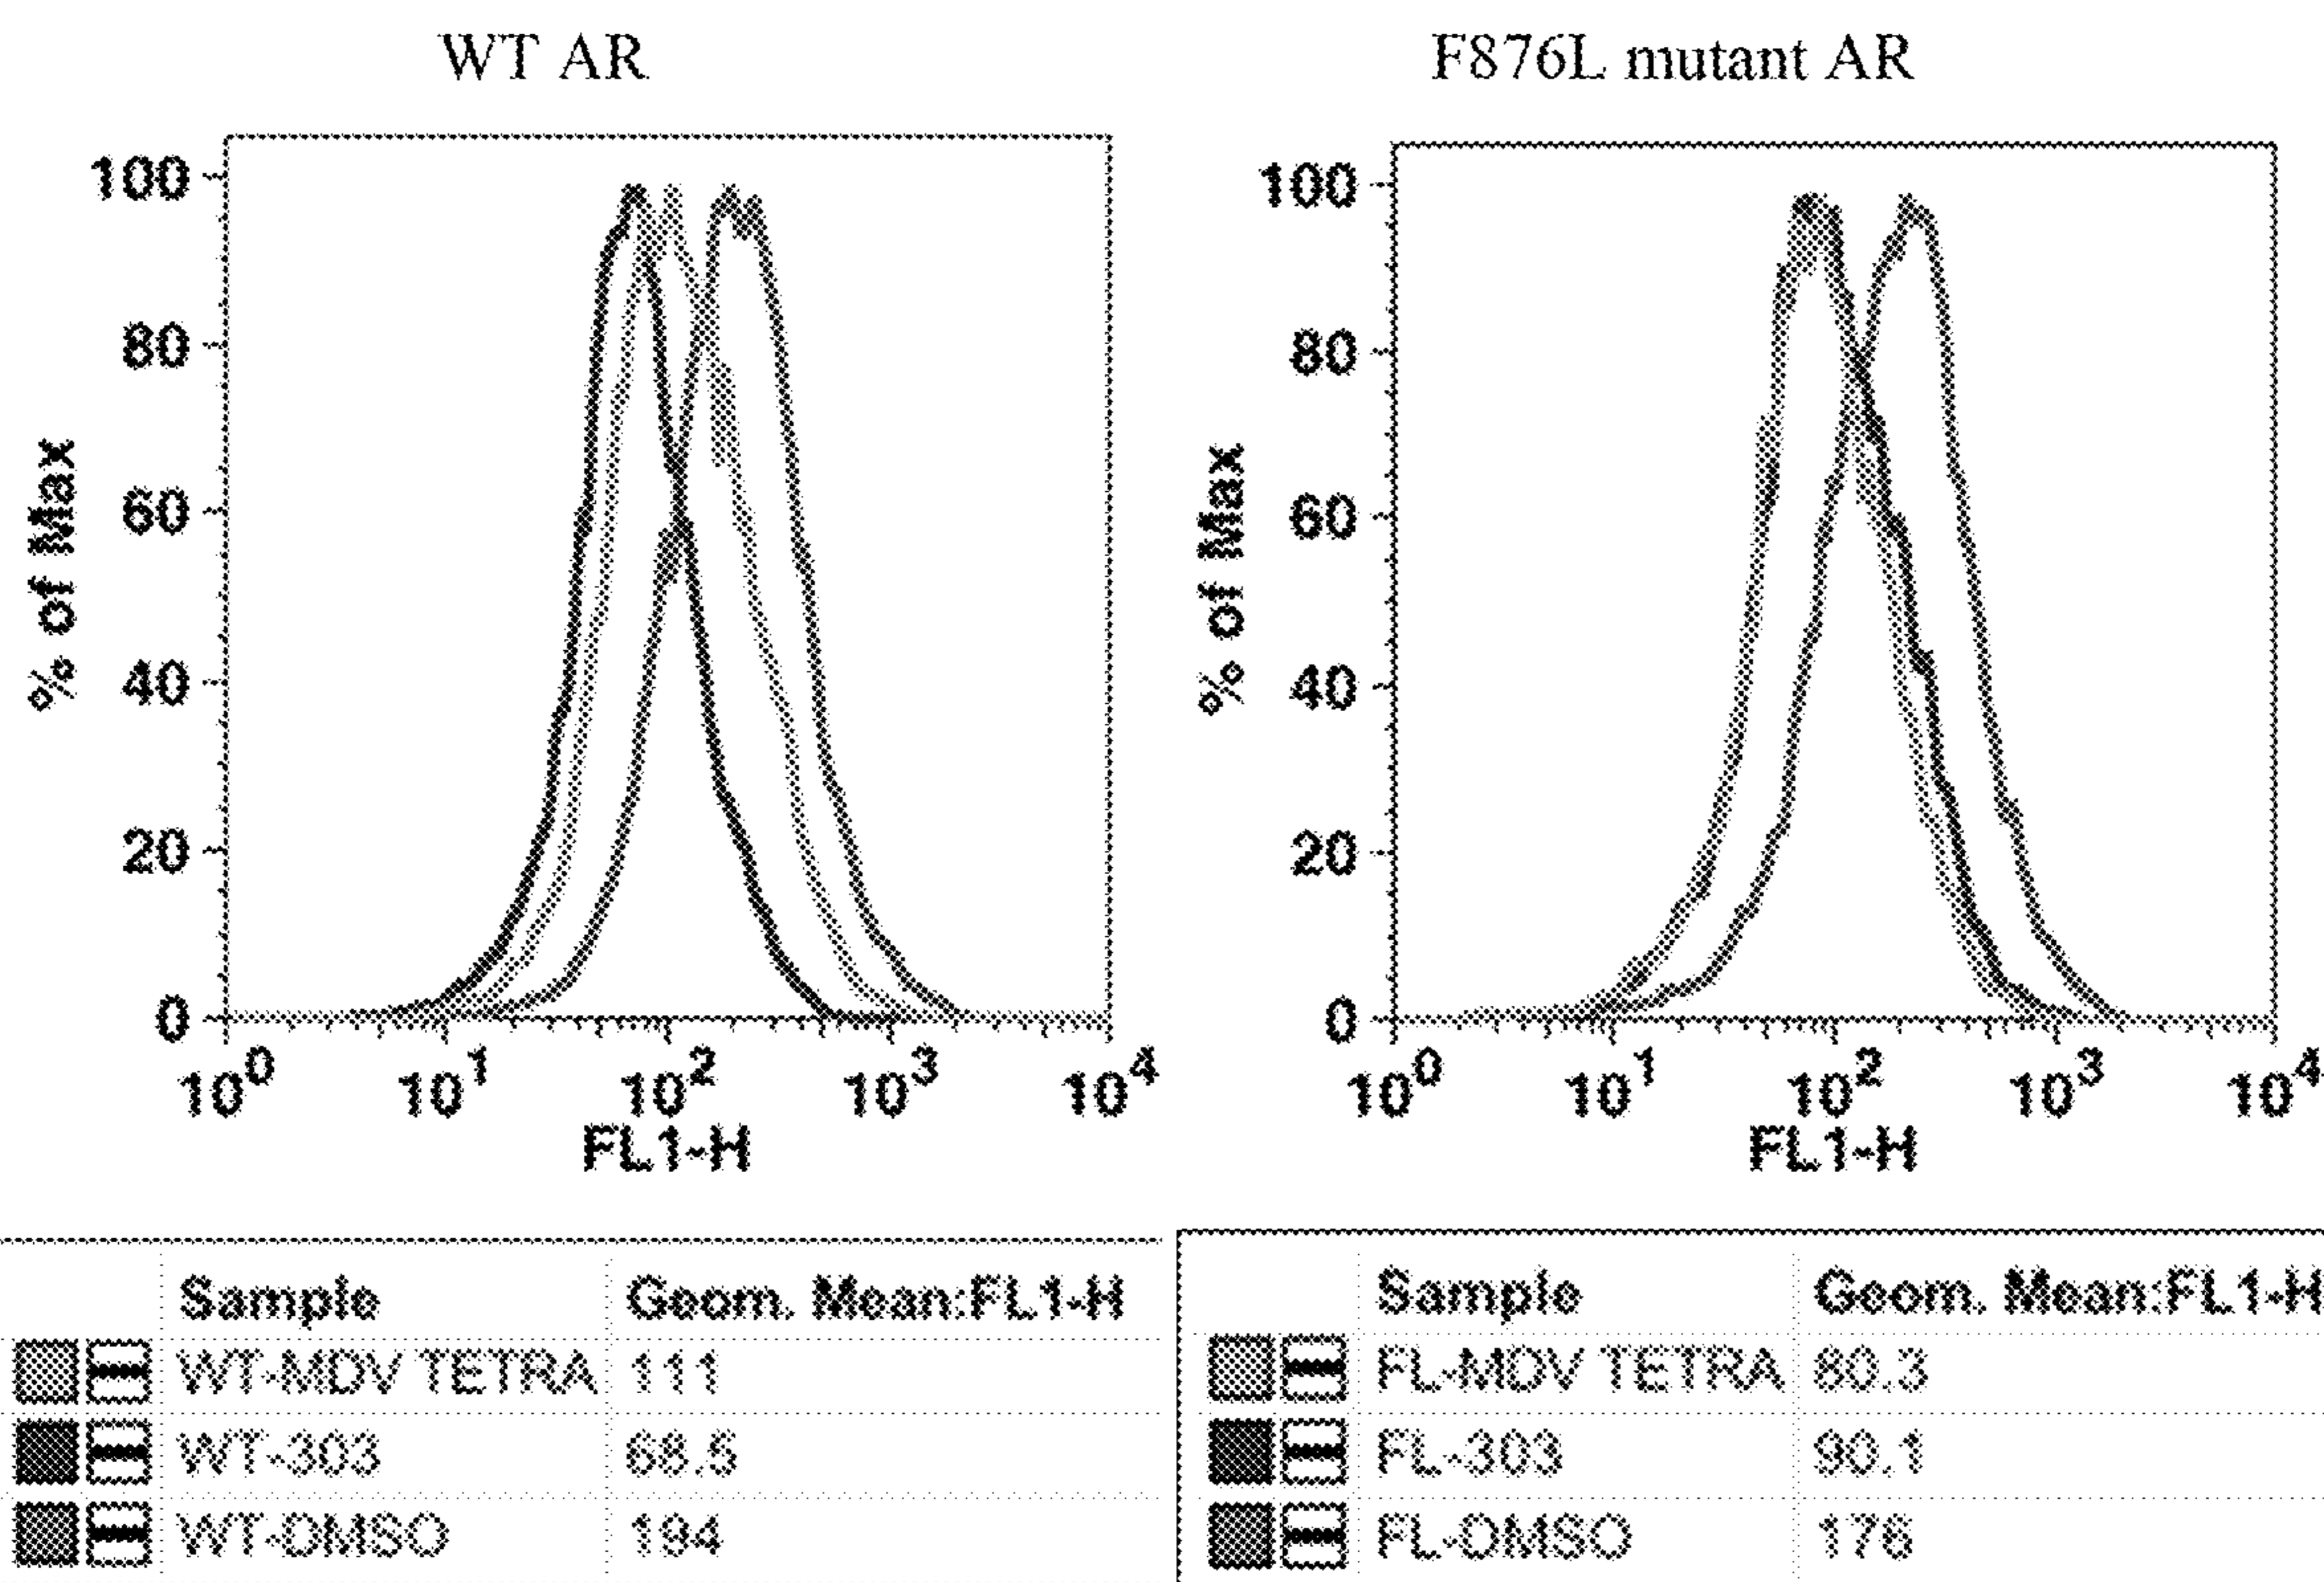 WT AR
F876L mutant AR
100
80
60
40
20
0
% of Max
10^0 10^1 10^2 10^3 10^4
FL1-H
100
80
60
40
20
0
% of Max
10^0 10^1 10^2 10^3 10^4
FL1-H
Sample Geom. Mean:FL1-H
WT-MDV TETRA 111
WT-303 68.5
WT-DMSO 194
Sample Geom. Mean:FL1-H
FL-MDV TETRA 80.3
FL-303 90.1
FL-DMSO 176